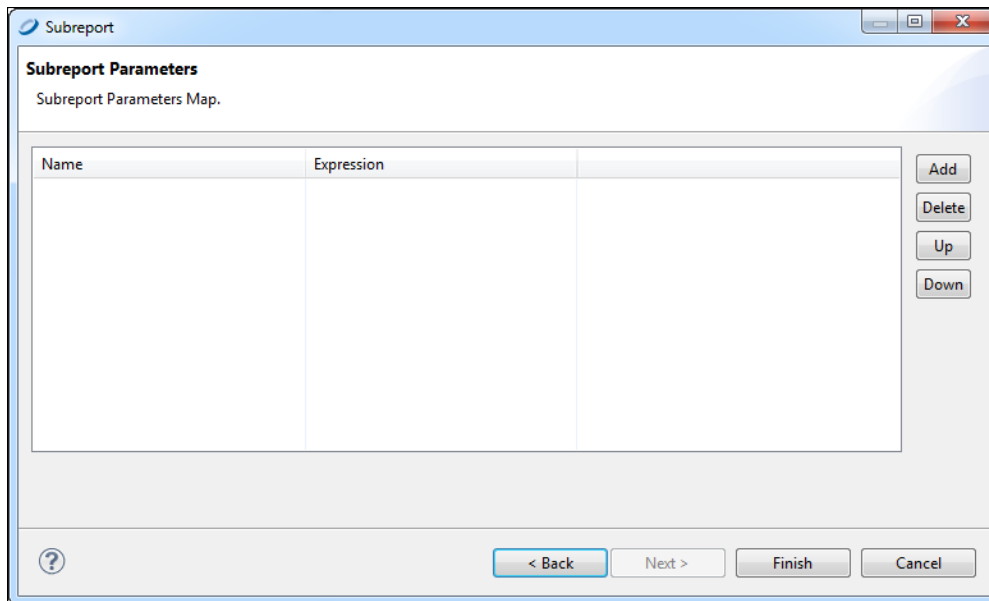 Subreport
Subreport Parameters
Subreport Parameters Map.
Name Expression
Add
Delete
Up
Down
?
< Back Next > Finish Cancel